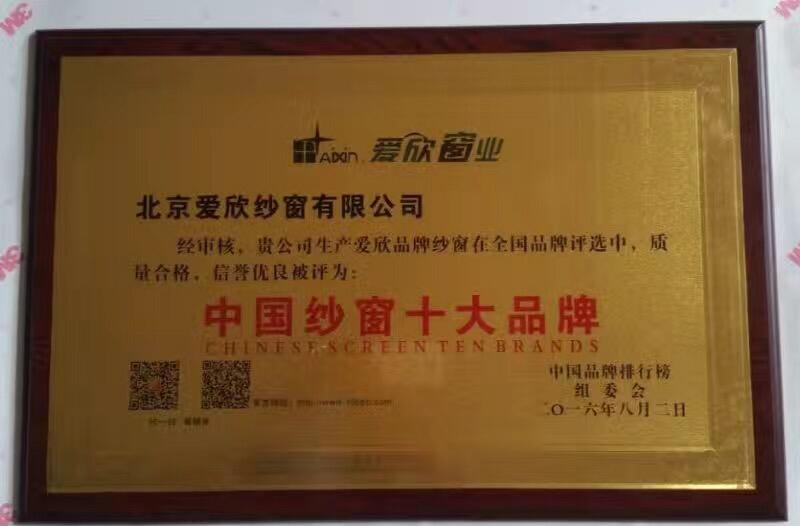 3M
Aixin 爱欣窗业
北京爱欣纱窗有限公司
经审核，贵公司生产爱欣品牌纱窗在全国品牌评选中，质
量合格，信誉优良被评为：
中国纱窗十大品牌
CHINESE SCREEN TEN BRANDS
中国品牌排行榜
组委会
二〇一六年八月二日
扫一扫